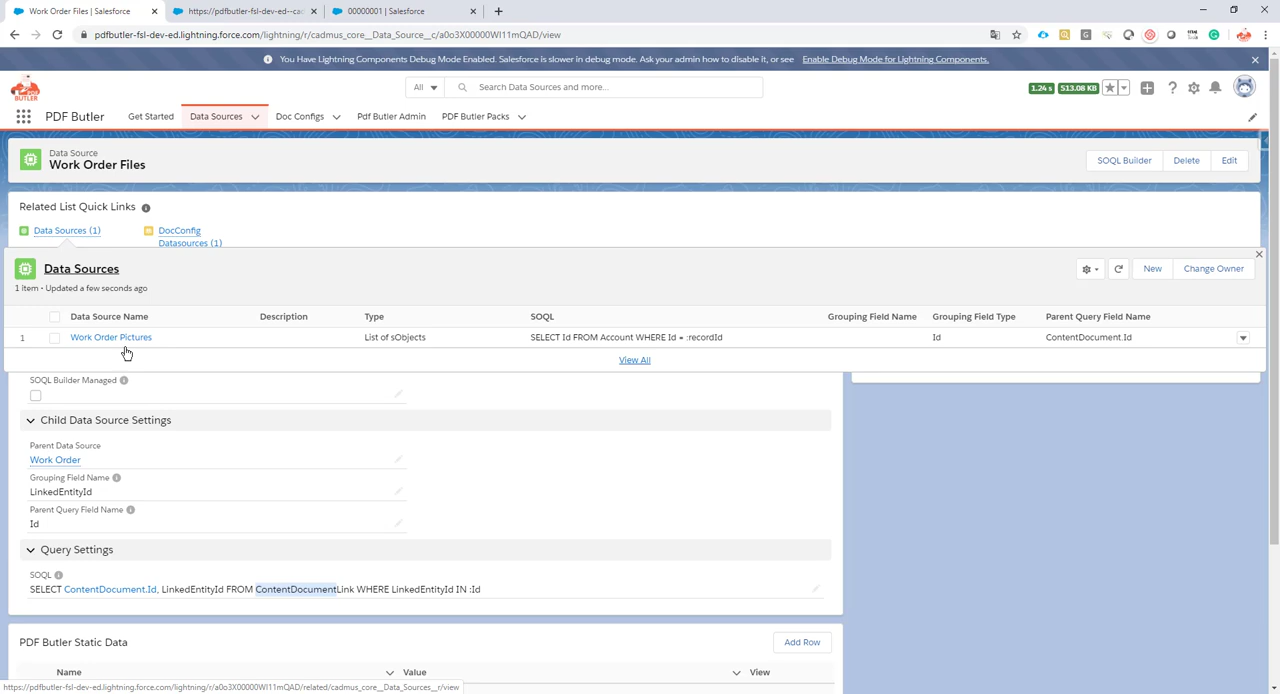 Work Order Files | Salesforce
https://pdfbutler-fsl-dev-ed--cad
00000001 | Salesforce
pdfbutler-fsl-dev-ed.lightning.force.com/lightning/r/cadmus_core__Data_Source__c/a0o3X00000WI11mQAD/view
You Have Lightning Components Debug Mode Enabled. Salesforce is slower in debug mode. Ask your admin how to disable it, or see Enable Debug Mode for Lightning Components.
BUTLER
All
Search Data Sources and more...
1.24 s 513.08 KB
PDF Butler
Get Started
Data Sources
Doc Configs
Pdf Butler Admin
PDF Butler Packs
Data Source
Work Order Files
SOQL Builder
Delete
Edit
Related List Quick Links
Data Sources (1)
DocConfig
Datasources (1)
Data Sources
1 item • Updated a few seconds ago
New
Change Owner
Data Source Name Description Type SOQL Grouping Field Name Grouping Field Type Parent Query Field Name
1 Work Order Pictures List of sObjects SELECT Id FROM Account WHERE Id = :recordId Id ContentDocument.Id
View All
SOQL Builder Managed
Child Data Source Settings
Parent Data Source
Work Order
Grouping Field Name
LinkedEntityId
Parent Query Field Name
Id
Query Settings
SOQL
SELECT ContentDocument.Id, LinkedEntityId FROM ContentDocumentLink WHERE LinkedEntityId IN :Id
PDF Butler Static Data
Add Row
Name Value View
https://pdfbutler-fsl-dev-ed.lightning.force.com/lightning/r/a0o3X00000WI11mQAD/related/cadmus_core__Data_Sources__r/view